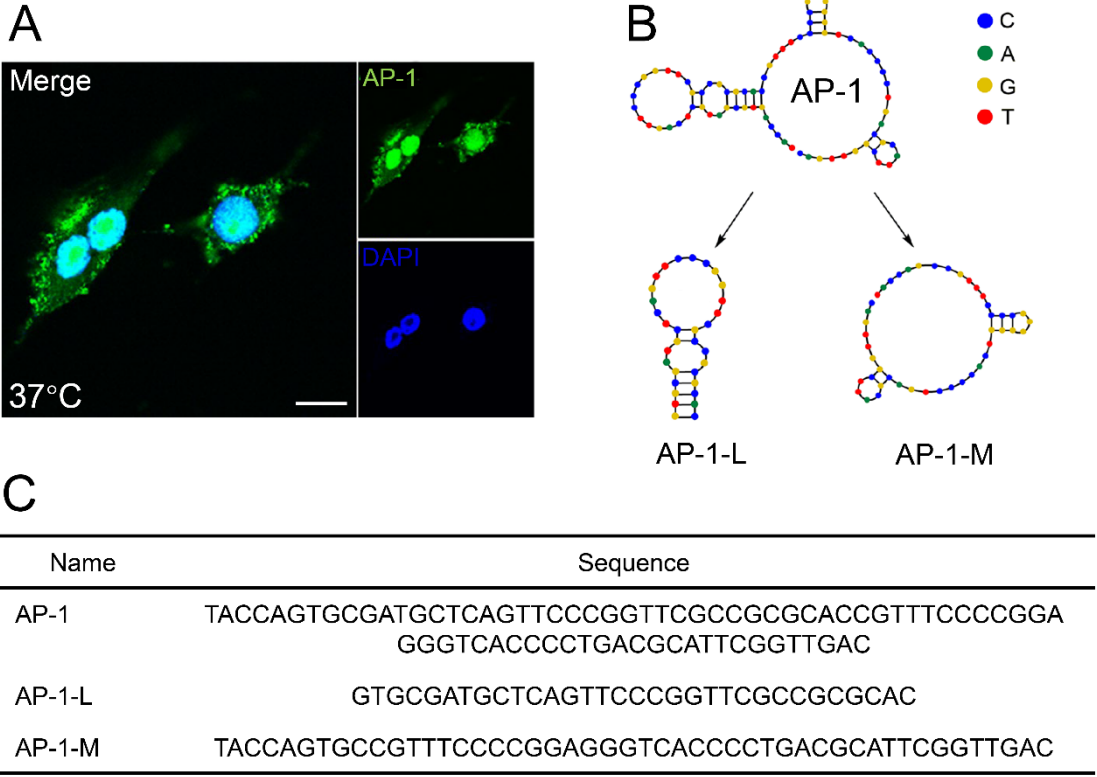 A
Merge
AP-1
DAPI
37°C
B
AP-1
C
A
G
T
AP-1-L
AP-1-M
C
Name Sequence
AP-1 TACCAGTGCGATGCTCAGTTCCCGGTTCGCCGCGCACCGTTTCCCCGGA
GGGTCACCCCTGACGCATTCGGTTGAC
AP-1-L GTGCGATGCTCAGTTCCCGGTTCGCCGCGCAC
AP-1-M TACCAGTGCCGTTTCCCCGGAGGGTCACCCCTGACGCATTCGGTTGAC